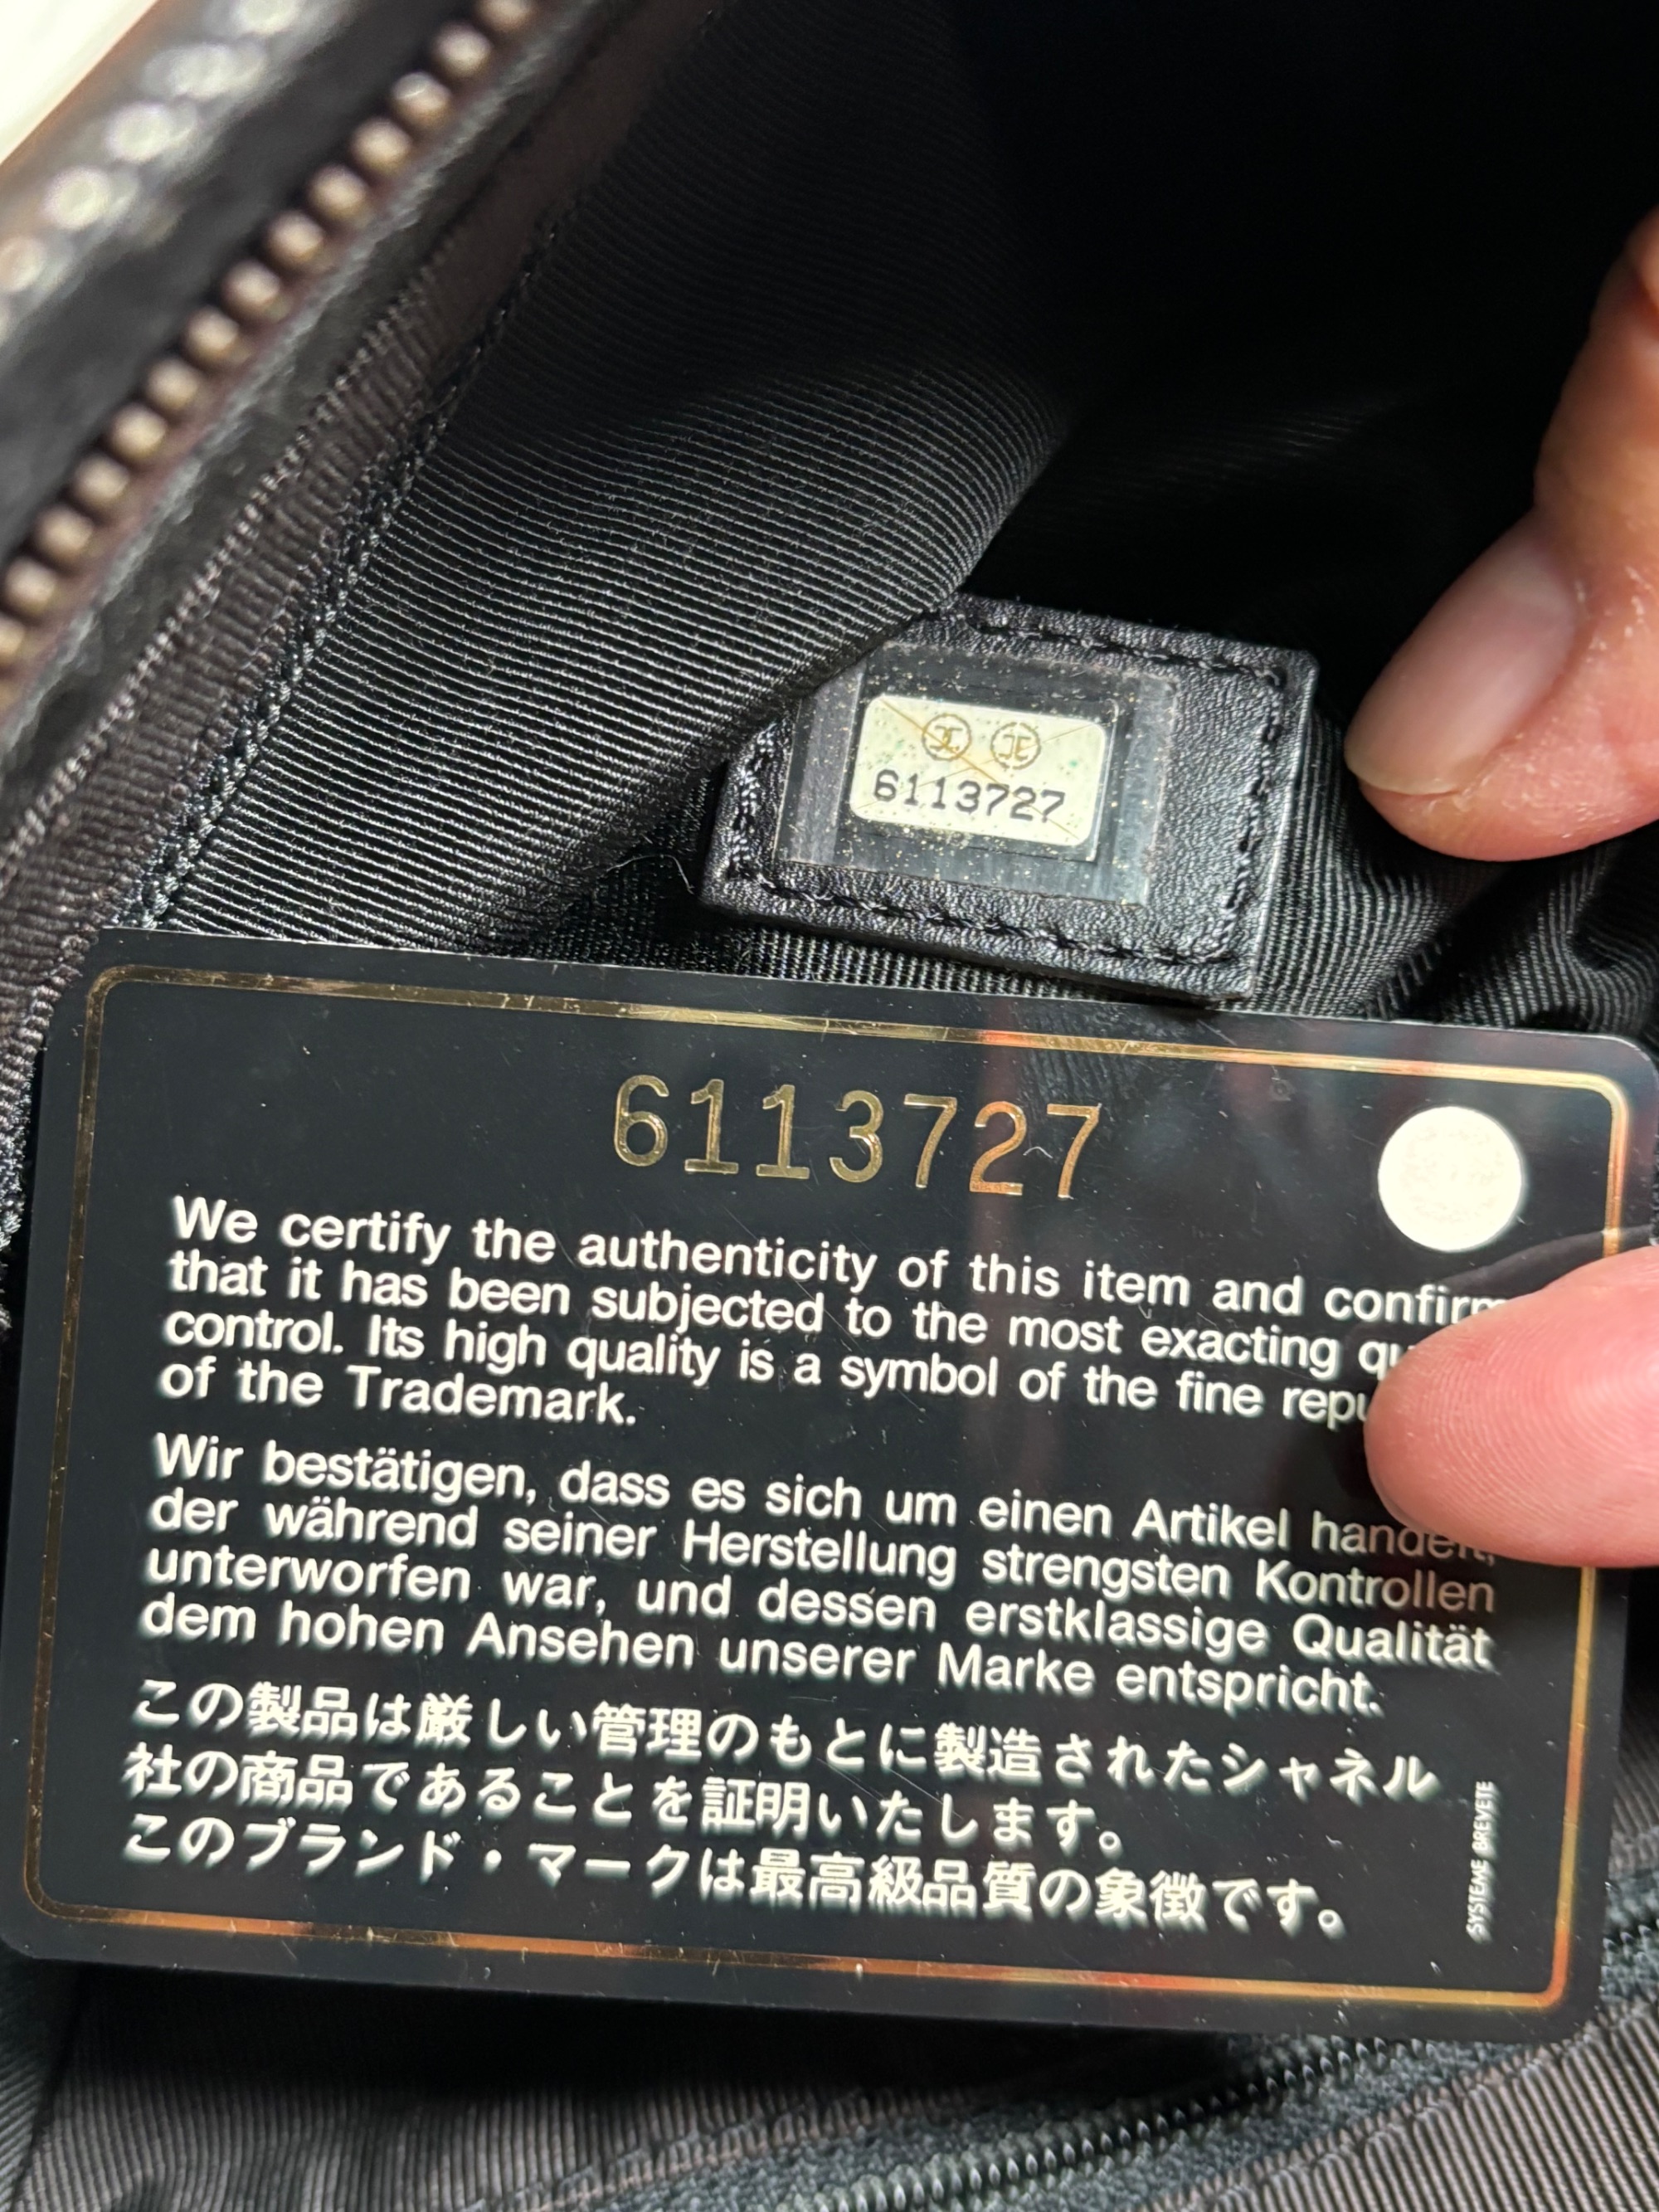 6113727
6113727
We certify the authenticity of this item and confirm
that it has been subjected to the most exacting
control. Its high quality is a symbol of the fine
of the Trademark.
Wir bestätigen, dass es sich um einen Artikel handelt,
der während seiner Herstellung strengsten Kontrollen
unterworfen war, und dessen erstklassige Qualität
dem hohen Ansehen unserer Marke entspricht.
この製品は厳しい管理のもとに製造されたシャネル
社の商品であることを証明いたします。
このブランド・マークは最高級品質の象徴です。
SYSTEME BREVETE